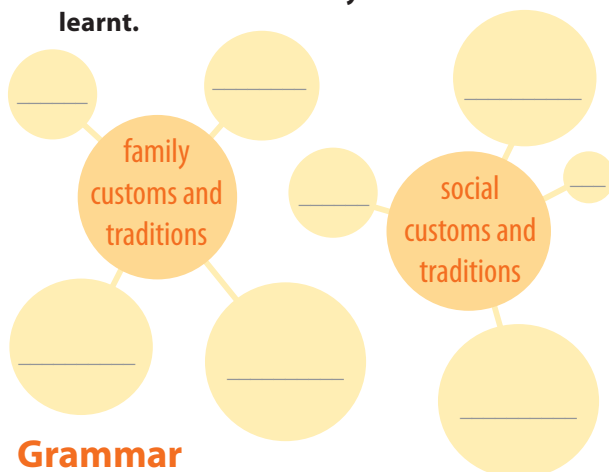 learnt.
family
customs and
traditions
social
customs and
traditions
Grammar